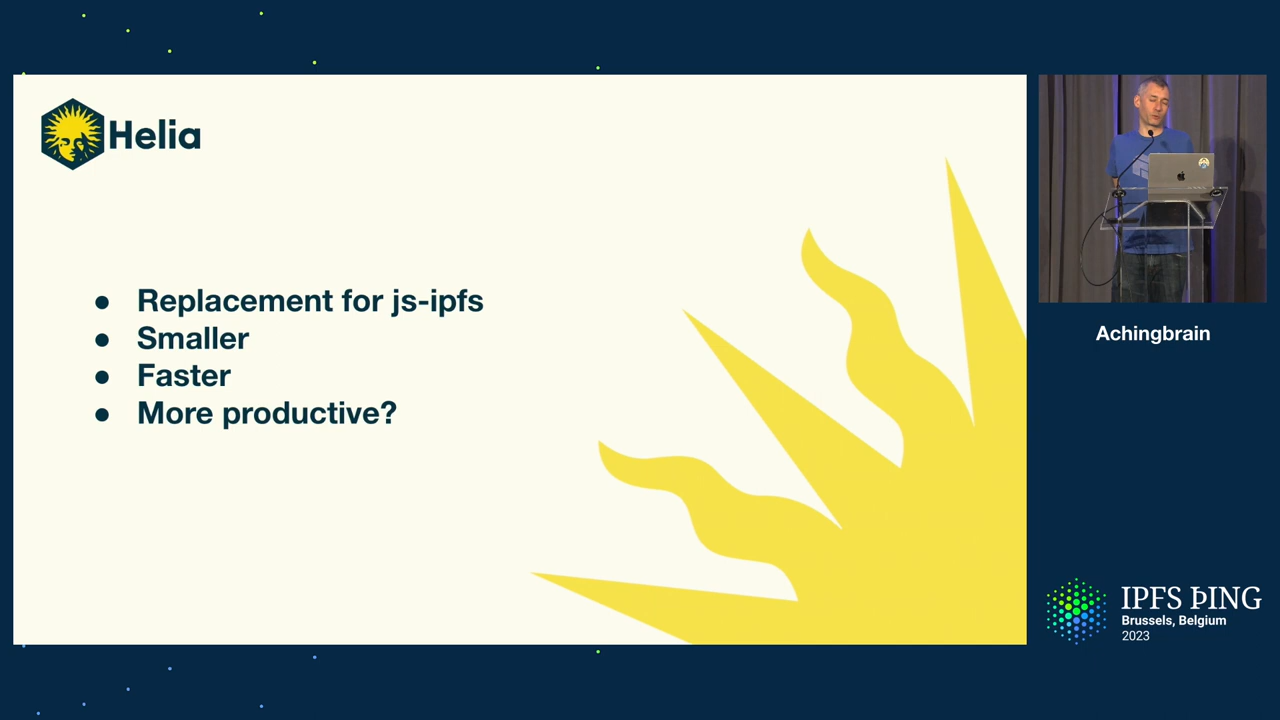 Helia
Replacement for js-ipfs
Smaller
Faster
More productive?
Achingbrain
IPFS ÞING
Brussels, Belgium
2023